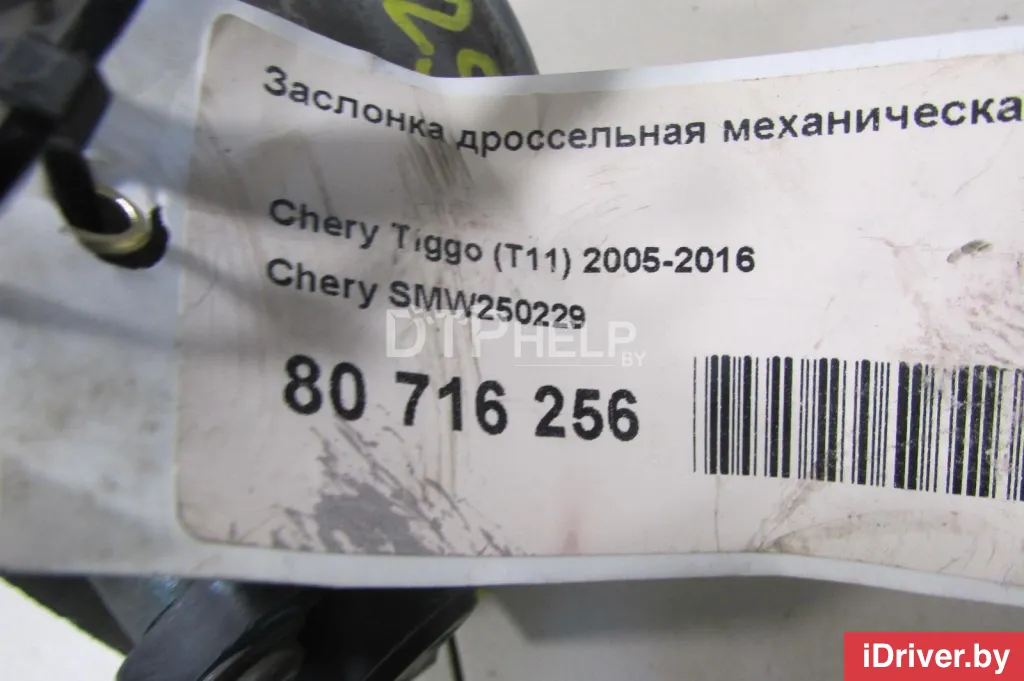 Заслонка дроссельная механическа
Chery Tiggo (T11) 2005-2016
Chery SMW250229
DTPHELP.BY
80 716 256
iDriver.by